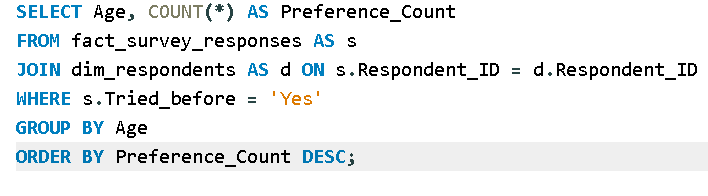 SELECT Age, COUNT(*) AS Preference_Count
FROM fact_survey_responses AS s
JOIN dim_respondents AS d ON s.Respondent_ID = d.Respondent_ID
WHERE s.Tried_before = 'Yes'
GROUP BY Age
ORDER BY Preference_Count DESC;